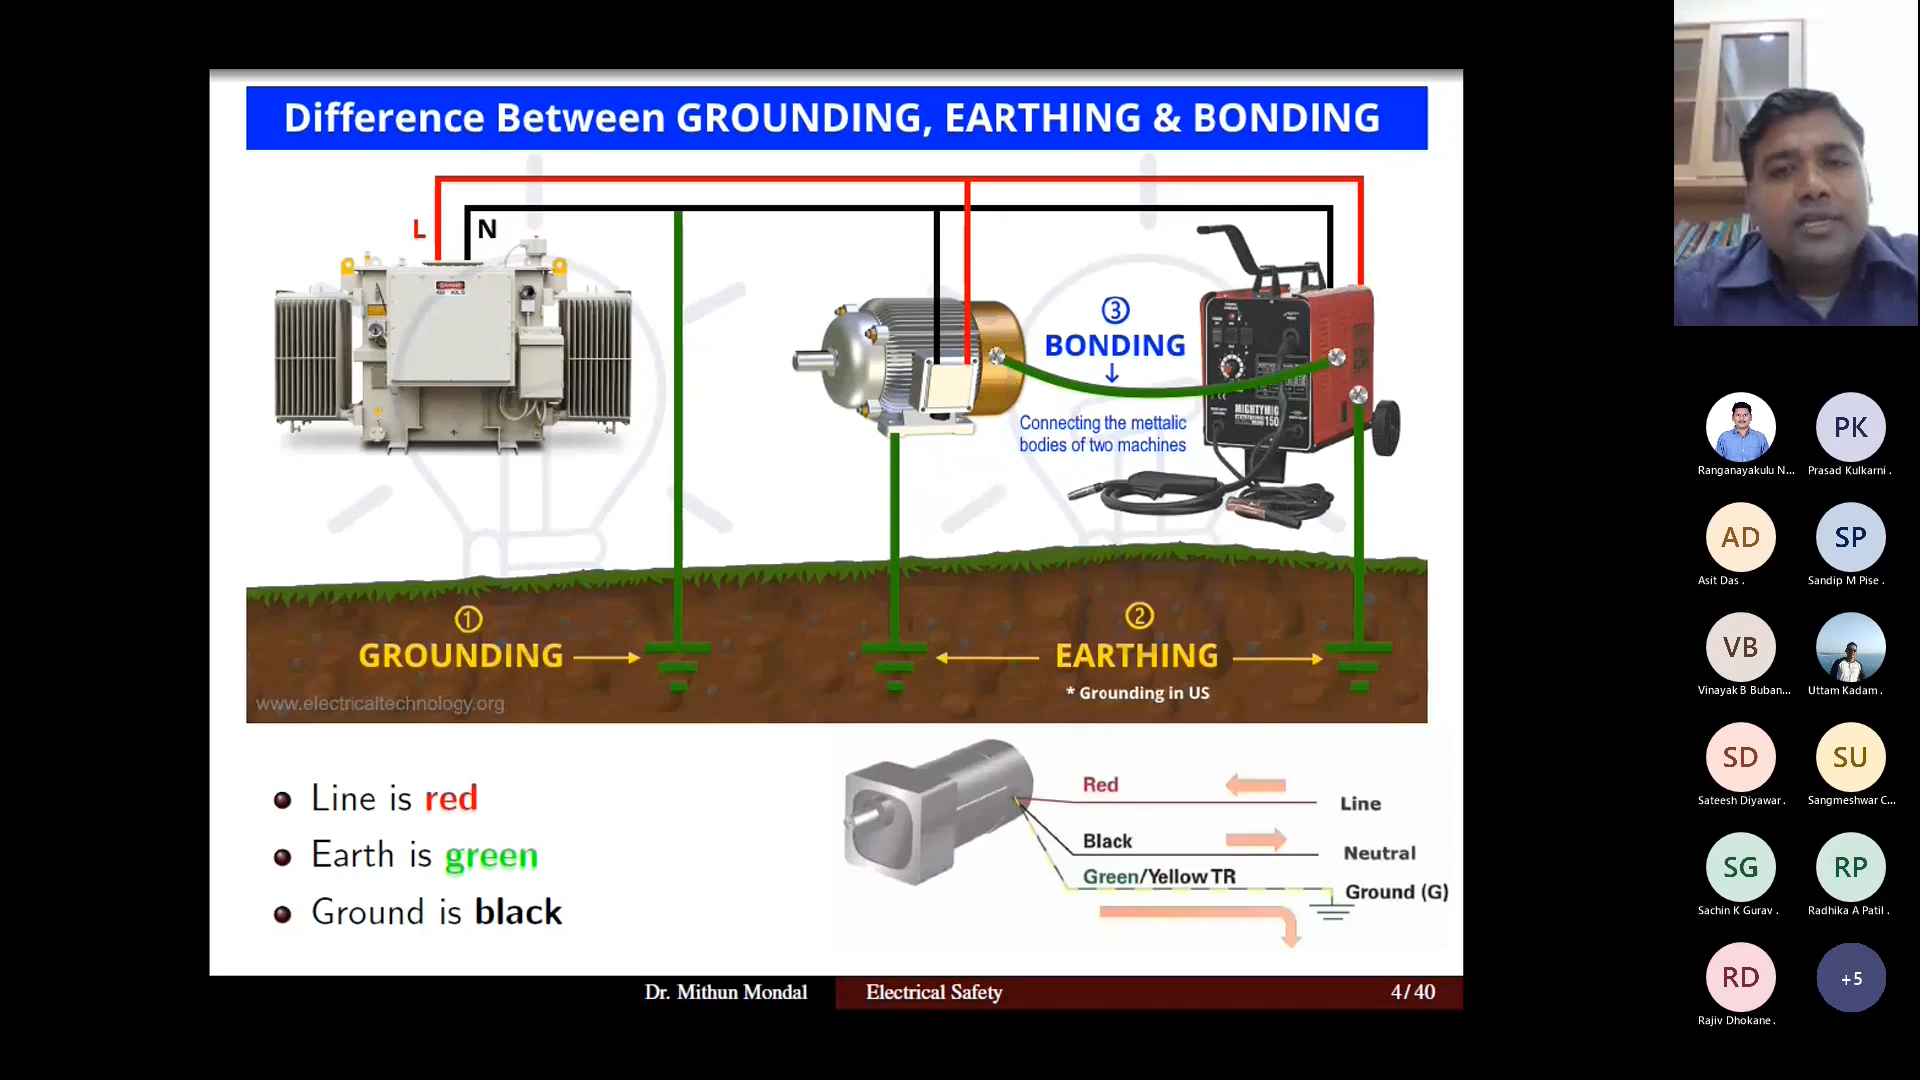 Difference Between GROUNDING, EARTHING & BONDING
L
N
③
BONDING
↓
Connecting the mettalic
bodies of two machines
MIGHTYMIG
150
①
GROUNDING
②
EARTHING
* Grounding in US
www.electricaltechnology.org
Line is red
Earth is green
Ground is black
Red
Line
Black
Neutral
Green/Yellow TR
Ground (G)
Dr. Mithun Mondal
Electrical Safety
4/40
Ranganayakulu N...
PK
Prasad Kulkarni .
AD
Asit Das .
SP
Sandip M Pise .
VB
Vinayak B Buban...
Uttam Kadam .
SD
Sateesh Diyawar .
SU
Sangmeshwar C...
SG
Sachin K Gurav .
RP
Radhika A Patil .
RD
Rajiv Dhokane .
+5